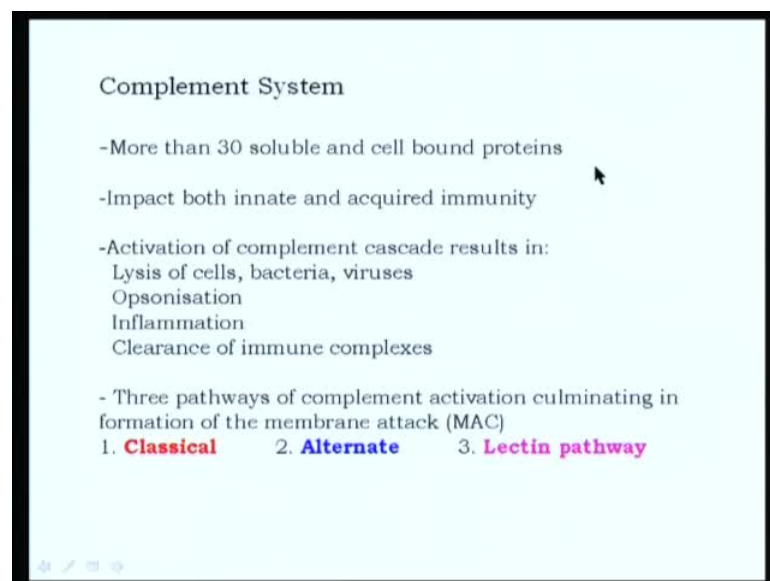 Complement System
-More than 30 soluble and cell bound proteins
-Impact both innate and acquired immunity
-Activation of complement cascade results in:
Lysis of cells, bacteria, viruses
Opsonisation
Inflammation
Clearance of immune complexes
- Three pathways of complement activation culminating in
formation of the membrane attack (MAC)
1. Classical 2. Alternate 3. Lectin pathway